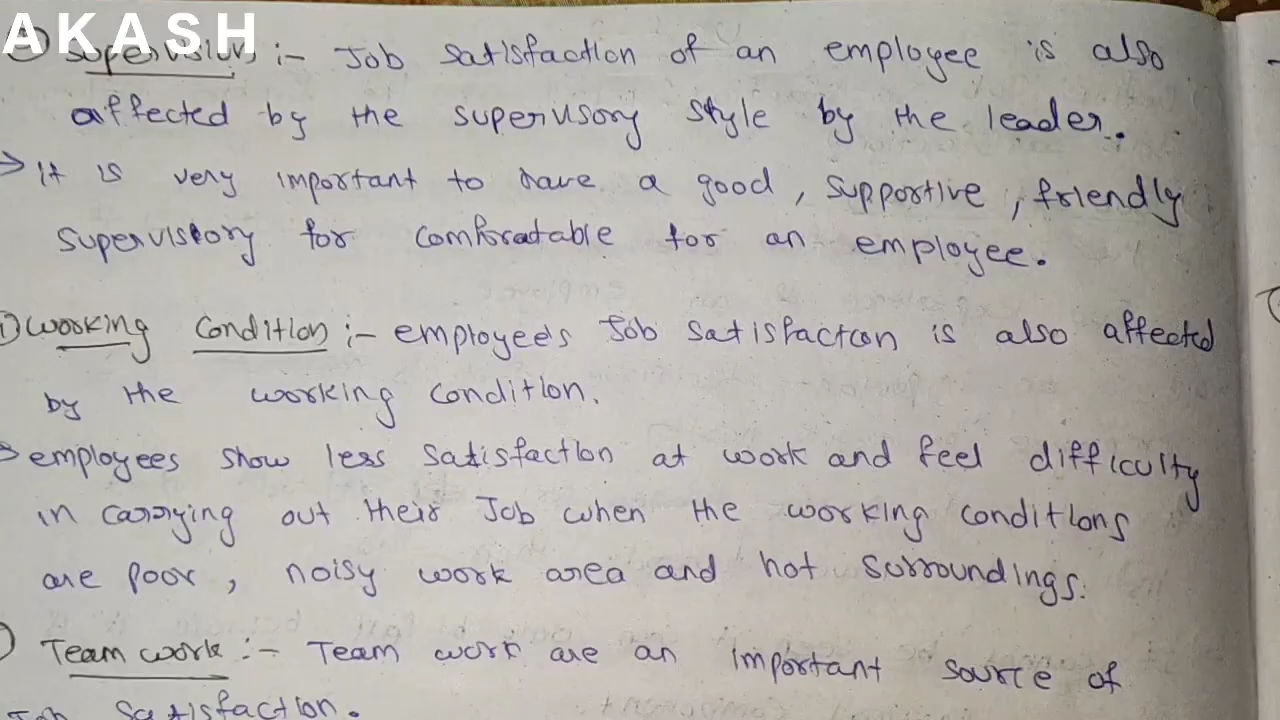 AKASH
Supervision :- Job satisfaction of an employee is also
affected by the supervisory style by the leader.
→ It is very important to have a good, supportive, friendly
supervisiory for comforatable for an employee.
Working Condition :- employee's Job satisfaction is also affected
by the working condition.
→ employees show less satisfaction at work and feel difficulty
in carrying out their Job when the working conditions
are poor, noisy work area and hot surroundings.
Team work :- Team work are an important source of
Job satisfaction.